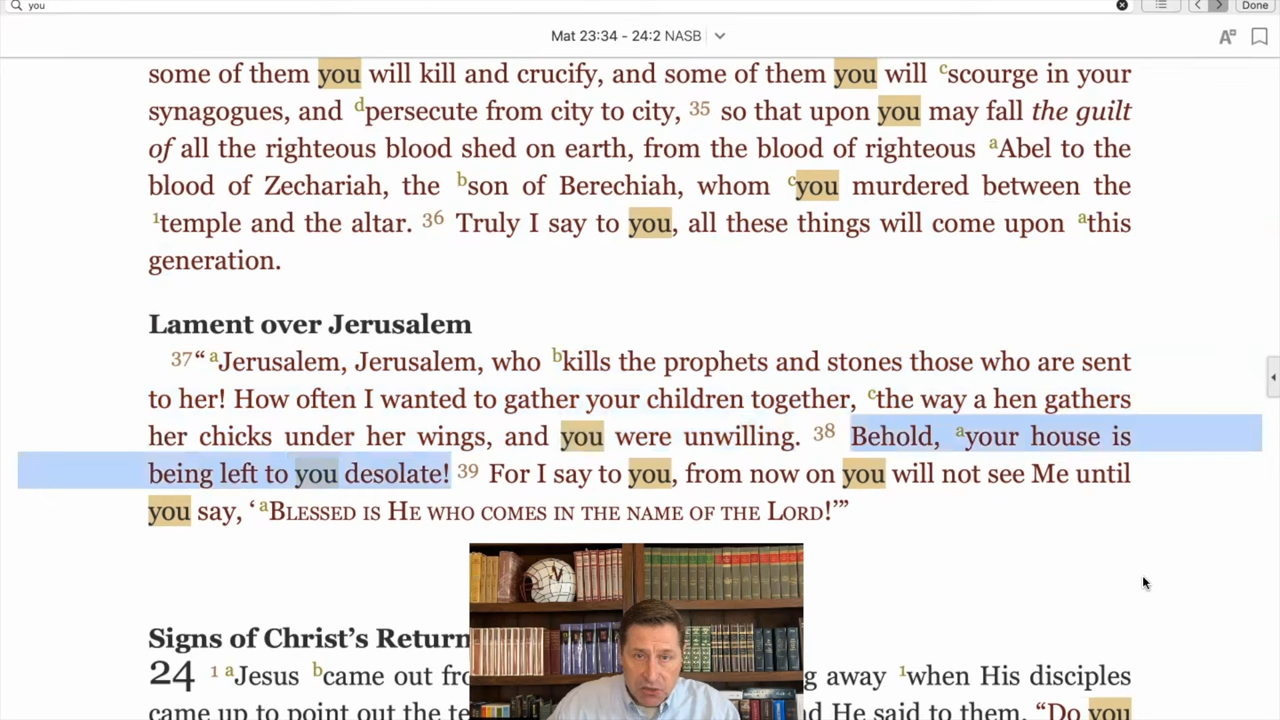 you
Done
Mat 23:34 - 24:2 NASB
some of them you will kill and crucify, and some of them you will cscourge in your
synagogues, and dpersecute from city to city, 35 so that upon you may fall the guilt
of all the righteous blood shed on earth, from the blood of righteous aAbel to the
blood of Zechariah, the bson of Berechiah, whom cyou murdered between the
1temple and the altar. 36 Truly I say to you, all these things will come upon athis
generation.
Lament over Jerusalem
37 “aJerusalem, Jerusalem, who bkills the prophets and stones those who are sent
to her! How often I wanted to gather your children together, cthe way a hen gathers
her chicks under her wings, and you were unwilling. 38 Behold, ayour house is
being left to you desolate! 39 For I say to you, from now on you will not see Me until
you say, ‘aBLESSED IS HE WHO COMES IN THE NAME OF THE LORD!’”
Signs of Christ’s Return
24 1 aJesus bcame out fro g away 1when His disciples
came up to point out the te d He said to them, “Do you